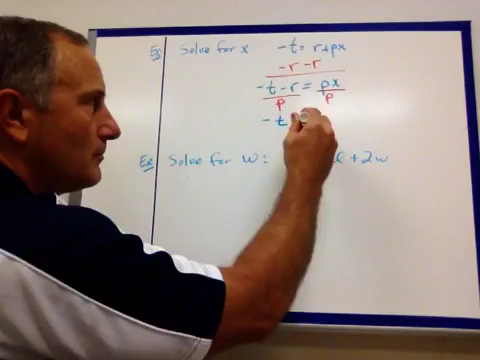 Ex Solve for x -t = r + px
-r -r
-t - r = px
p p
-t
Ex Solve for w: l + 2w